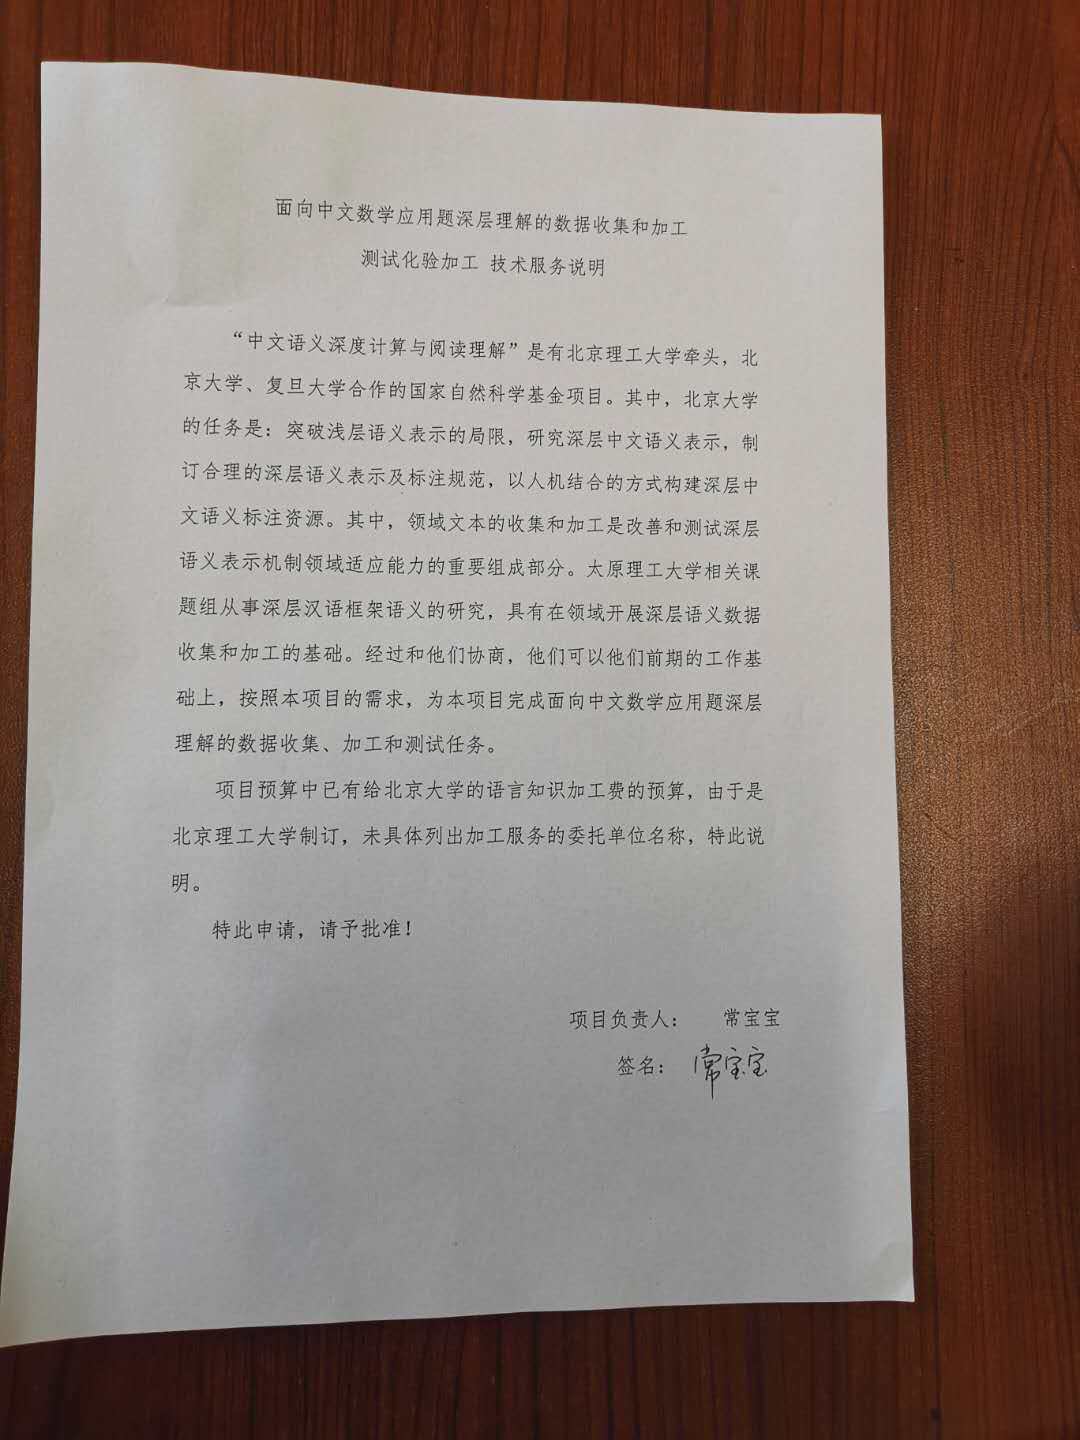 面向中文数学应用题深层理解的数据收集和加工
测试化验加工 技术服务说明
“中文语义深度计算与阅读理解”是有北京理工大学牵头，北
京大学、复旦大学合作的国家自然科学基金项目。其中，北京大学
的任务是：突破浅层语义表示的局限，研究深层中文语义表示，制
订合理的深层语义表示及标注规范，以人机结合的方式构建深层中
文语义标注资源。其中，领域文本的收集和加工是改善和测试深层
语义表示机制领域适应能力的重要组成部分。太原理工大学相关课
题组从事深层汉语框架语义的研究，具有在领域开展深层语义数据
收集和加工的基础。经过和他们协商，他们可以他们前期的工作基
础上，按照本项目的需求，为本项目完成面向中文数学应用题深层
理解的数据收集、加工和测试任务。
项目预算中已有给北京大学的语言知识加工费的预算，由于是
北京理工大学制订，未具体列出加工服务的委托单位名称，特此说
明。
特此申请，请予批准！
项目负责人： 常宝宝
签名： 常宝宝